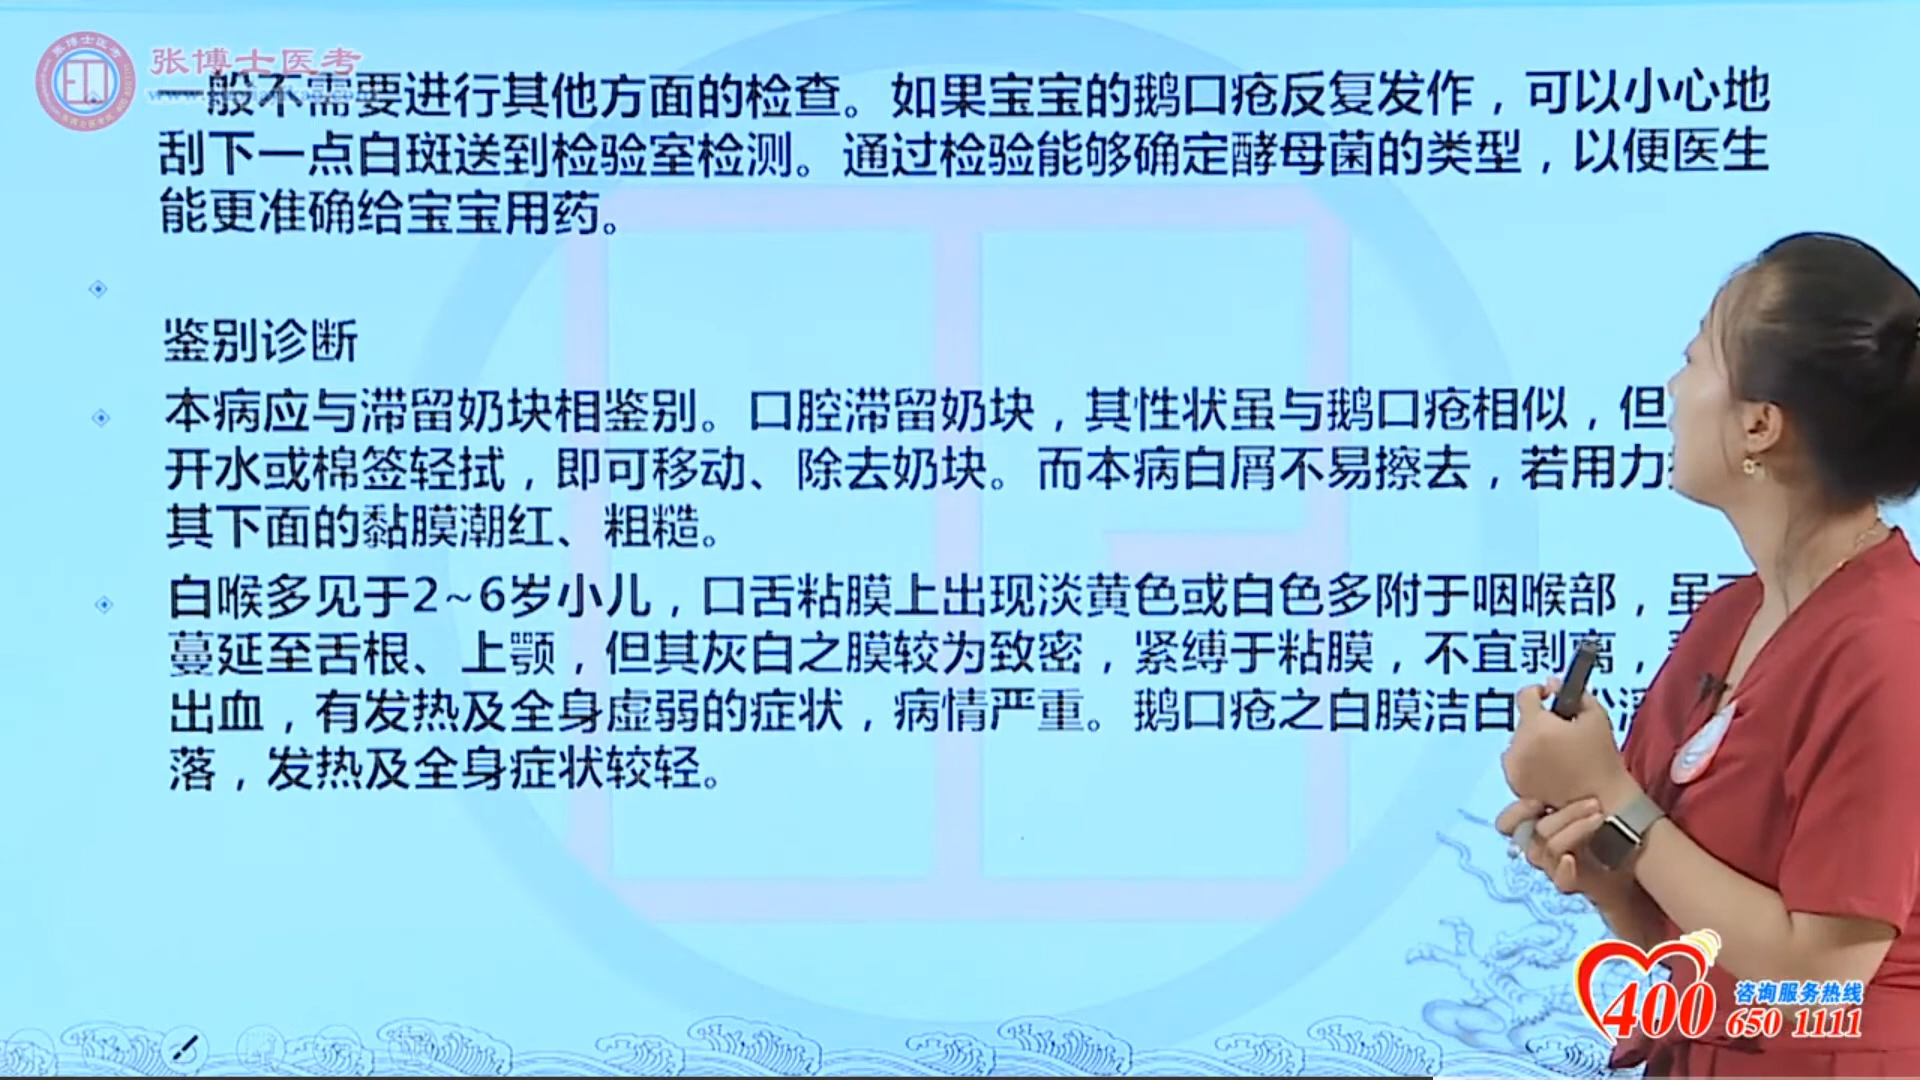 张博士医考
一般不需要进行其他方面的检查。如果宝宝的鹅口疮反复发作，可以小心地
刮下一点白斑送到检验室检测。通过检验能够确定酵母菌的类型，以便医生
能更准确给宝宝用药。
鉴别诊断
本病应与滞留奶块相鉴别。口腔滞留奶块，其性状虽与鹅口疮相似，但
开水或棉签轻拭，即可移动、除去奶块。而本病白屑不易擦去，若用力
其下面的黏膜潮红、粗糙。
白喉多见于2~6岁小儿，口舌粘膜上出现淡黄色或白色多附于咽喉部，虽
蔓延至舌根、上颚，但其灰白之膜较为致密，紧缚于粘膜，不宜剥离，
出血，有发热及全身虚弱的症状，病情严重。鹅口疮之白膜洁白
落，发热及全身症状较轻。
400 咨询服务热线
650 1111